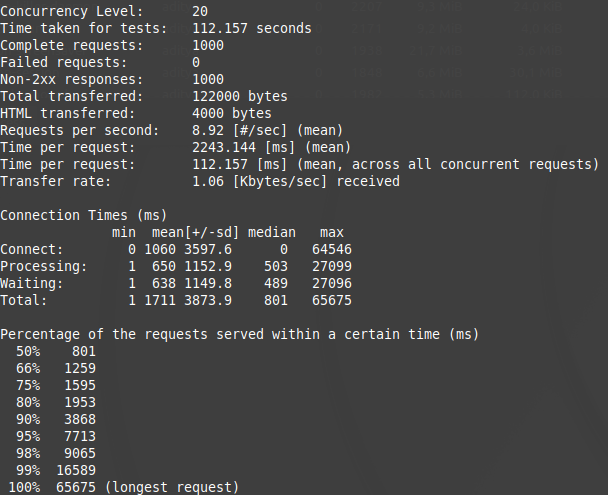 Concurrency Level:      20
Time taken for tests:   112.157 seconds
Complete requests:      1000
Failed requests:        0
Non-2xx responses:      1000
Total transferred:      122000 bytes
HTML transferred:       4000 bytes
Requests per second:    8.92 [#/sec] (mean)
Time per request:       2243.144 [ms] (mean)
Time per request:       112.157 [ms] (mean, across all concurrent requests)
Transfer rate:          1.06 [Kbytes/sec] received

Connection Times (ms)
              min  mean[+/-sd] median   max
Connect:        0 1060 3597.6      0   64546
Processing:     1  650 1152.9    503   27099
Waiting:        1  638 1149.8    489   27096
Total:          1 1711 3873.9    801   65675

Percentage of the requests served within a certain time (ms)
  50%    801
  66%   1259
  75%   1595
  80%   1953
  90%   3868
  95%   7713
  98%   9065
  99%  16589
 100%  65675 (longest request)